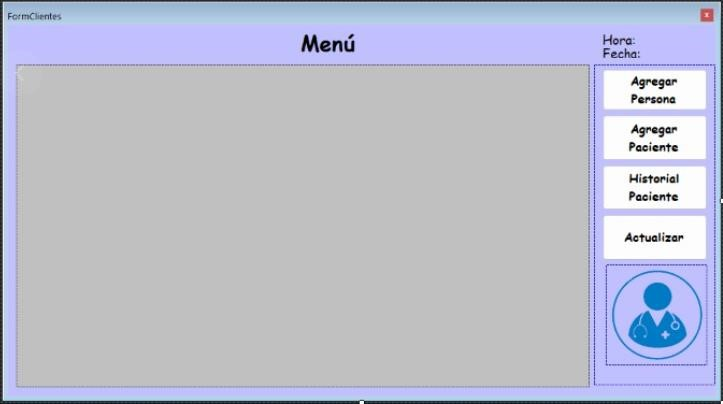 FormClientes
x
Menú
Hora:
Fecha:
Agregar
Persona
Agregar
Paciente
Historial
Paciente
Actualizar